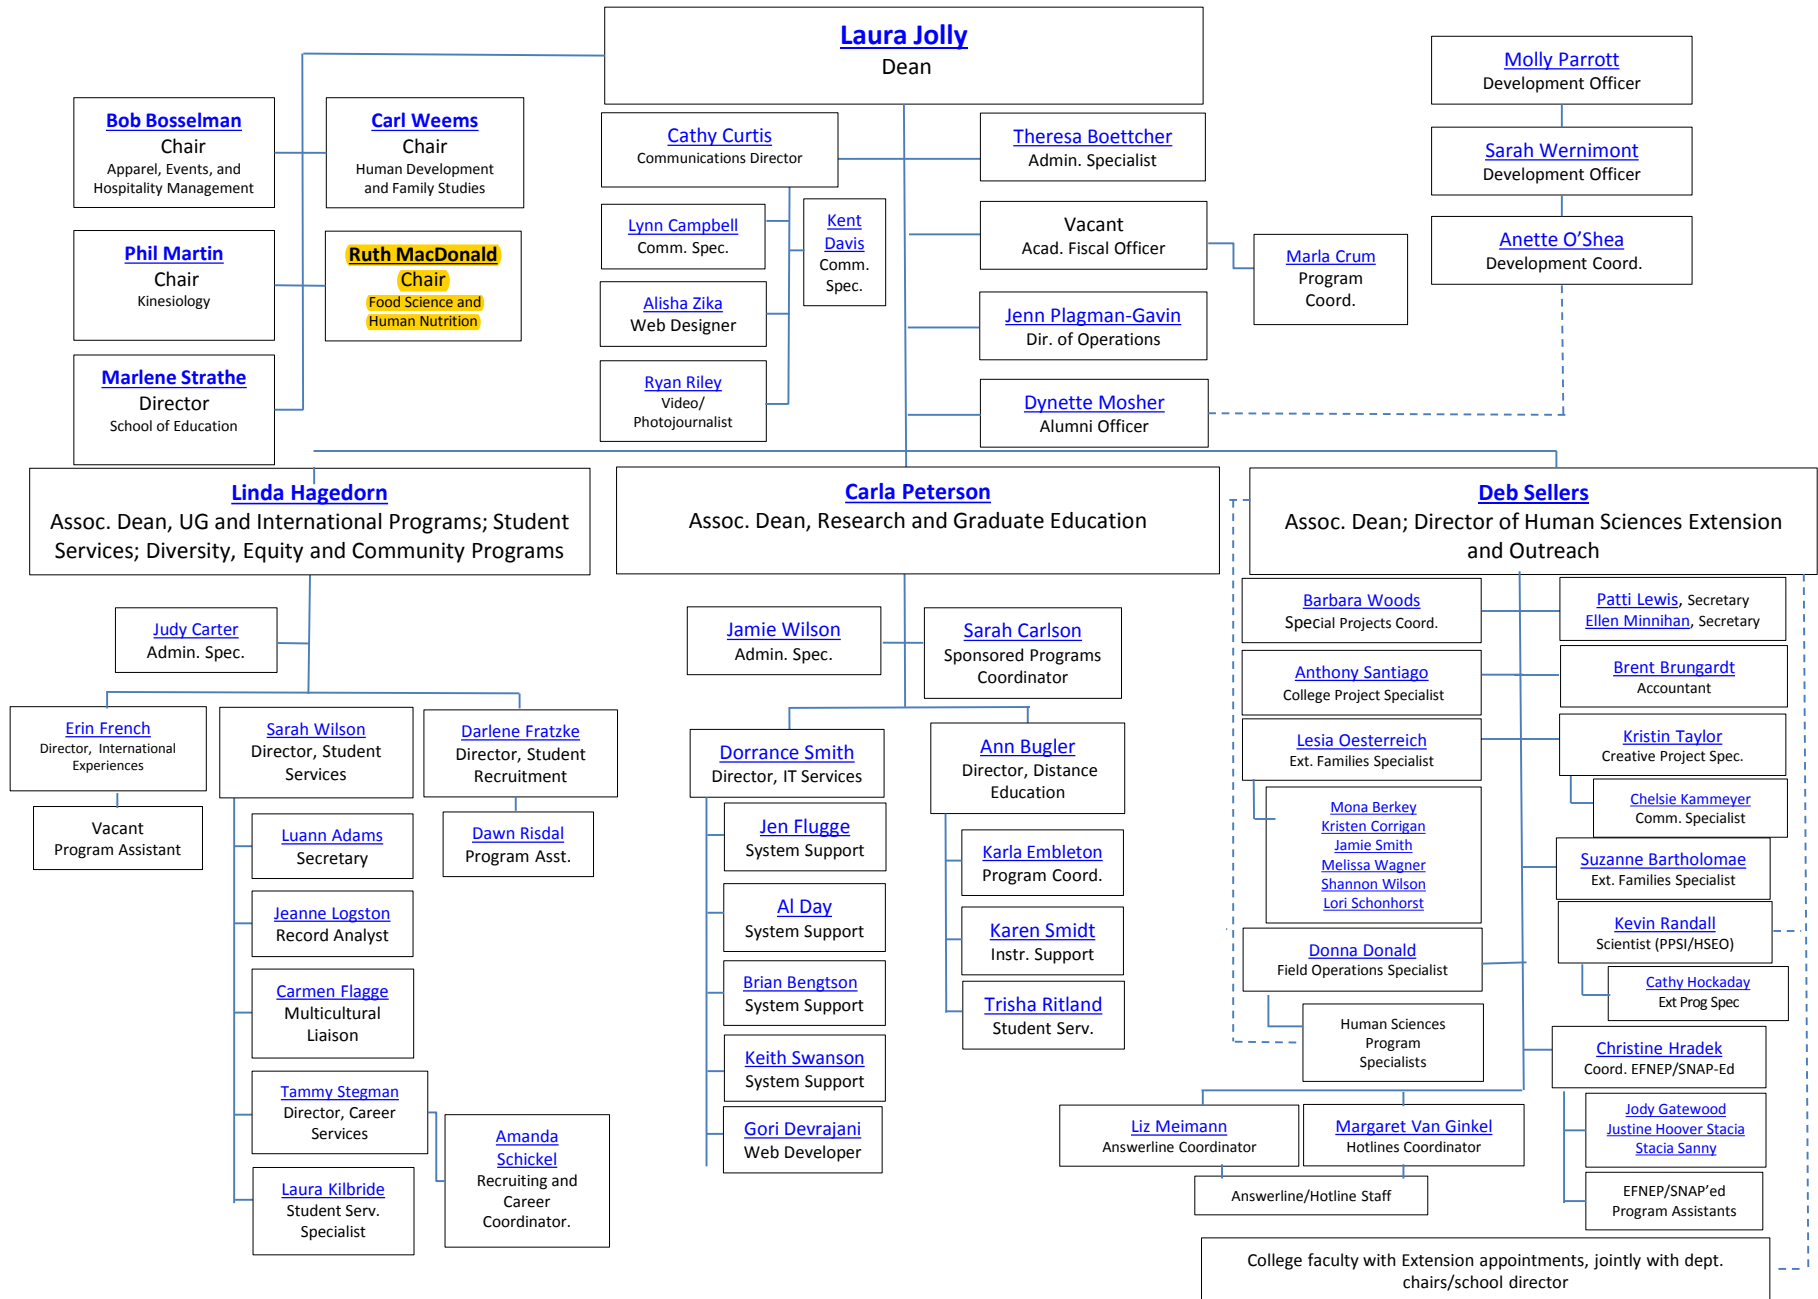 Laura Jolly
Dean
Molly Parrott
Development Officer
Sarah Wernimont
Development Officer
Anette O'Shea
Development Coord.
Bob Bosselman
Chair
Apparel, Events, and
Hospitality Management
Carl Weems
Chair
Human Development
and Family Studies
Phil Martin
Chair
Kinesiology
Ruth MacDonald
Chair
Food Science and
Human Nutrition
Marlene Strathe
Director
School of Education
Cathy Curtis
Communications Director
Lynn Campbell
Comm. Spec.
Kent
Davis
Comm.
Spec.
Alisha Zika
Web Designer
Ryan Riley
Video/
Photojournalist
Theresa Boettcher
Admin. Specialist
Vacant
Acad. Fiscal Officer
Marla Crum
Program
Coord.
Jenn Plagman-Gavin
Dir. of Operations
Dynette Mosher
Alumni Officer
Linda Hagedorn
Assoc. Dean, UG and International Programs; Student
Services; Diversity, Equity and Community Programs
Judy Carter
Admin. Spec.
Erin French
Director, International
Experiences
Vacant
Program Assistant
Sarah Wilson
Director, Student
Services
Luann Adams
Secretary
Jeanne Logston
Record Analyst
Carmen Flagge
Multicultural
Liaison
Tammy Stegman
Director, Career
Services
Amanda
Schickel
Recruiting and
Career
Coordinator.
Laura Kilbride
Student Serv.
Specialist
Darlene Fratzke
Director, Student
Recruitment
Dawn Risdal
Program Asst.
Carla Peterson
Assoc. Dean, Research and Graduate Education
Jamie Wilson
Admin. Spec.
Sarah Carlson
Sponsored Programs
Coordinator
Dorrance Smith
Director, IT Services
Jen Flugge
System Support
Al Day
System Support
Brian Bengtson
System Support
Keith Swanson
System Support
Gori Devrajani
Web Developer
Ann Bugler
Director, Distance
Education
Karla Embleton
Program Coord.
Karen Smidt
Instr. Support
Trisha Ritland
Student Serv.
Deb Sellers
Assoc. Dean; Director of Human Sciences Extension
and Outreach
Barbara Woods
Special Projects Coord.
Patti Lewis, Secretary
Ellen Minnihan, Secretary
Anthony Santiago
College Project Specialist
Brent Brungardt
Accountant
Lesia Oesterreich
Ext. Families Specialist
Mona Berkey
Kristen Corrigan
Jamie Smith
Melissa Wagner
Shannon Wilson
Lori Schonhorst
Kristin Taylor
Creative Project Spec.
Chelsie Kammeyer
Comm. Specialist
Suzanne Bartholomae
Ext. Families Specialist
Kevin Randall
Scientist (PPSI/HSEO)
Cathy Hockaday
Ext Prog Spec
Donna Donald
Field Operations Specialist
Human Sciences
Program
Specialists
Christine Hradek
Coord. EFNEP/SNAP-Ed
Jody Gatewood
Justine Hoover Stacia
Stacia Sanny
EFNEP/SNAP'ed
Program Assistants
Liz Meimann
Answerline Coordinator
Margaret Van Ginkel
Hotlines Coordinator
Answerline/Hotline Staff
College faculty with Extension appointments, jointly with dept.
chairs/school director